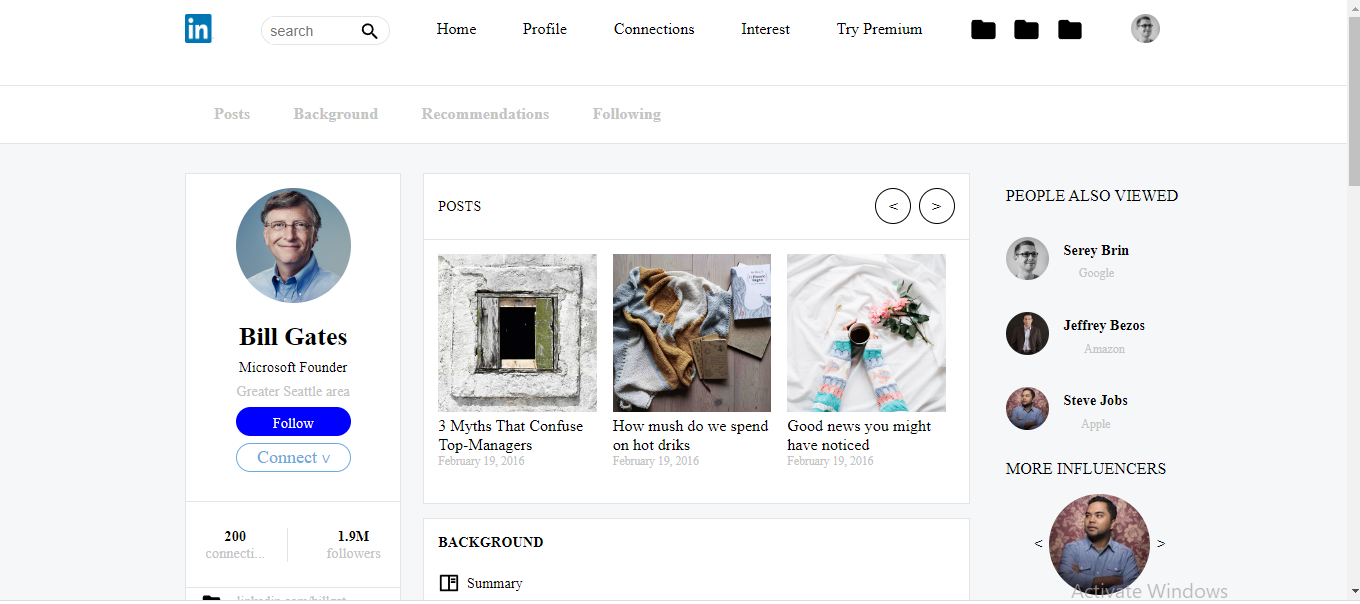 in
search
Home
Profile
Connections
Interest
Try Premium
Posts
Background
Recommendations
Following
Bill Gates
Microsoft Founder
Greater Seattle area
Follow
Connect v
200
connecti...
1.9M
followers
POSTS
<
>
3 Myths That Confuse
Top-Managers
February 19, 2016
How mush do we spend
on hot driks
February 19, 2016
Good news you might
have noticed
February 19, 2016
BACKGROUND
Summary
PEOPLE ALSO VIEWED
Serey Brin
Google
Jeffrey Bezos
Amazon
Steve Jobs
Apple
MORE INFLUENCERS
<
>
Activate Windows